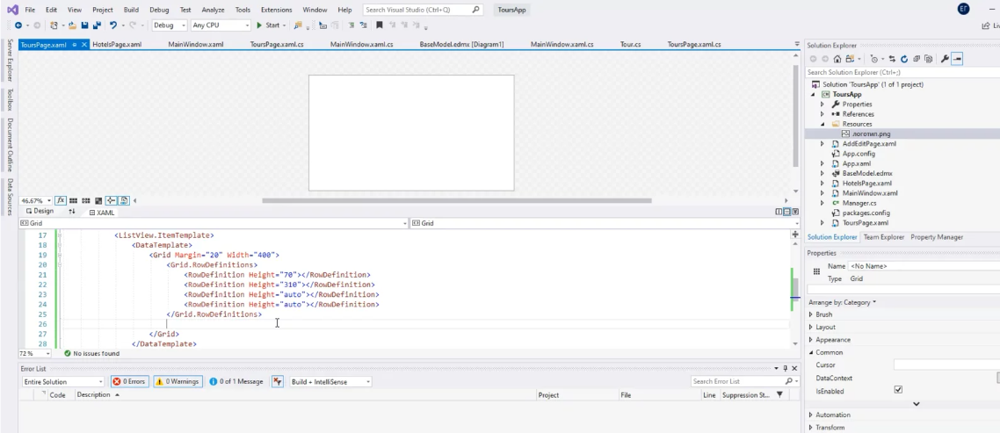 File Edit View Git Project Build Debug Test Analyze Tools Extensions Window Help Search Visual Studio (Ctrl+Q) ToursApp ЕГ
Debug Any CPU Start
ToursPage.xaml HotelsPage.xaml MainWindow.xaml ToursPage.xaml.cs MainWindow.xaml.cs BaseModel.edmx [Diagram1] MainWindow.xaml.cs Tour.cs ToursPage.xaml.cs
Server Explorer
Toolbox
Document Outline
Data Sources
46.67% fx
Design XAML
Grid Grid
17 <ListView.ItemTemplate>
18 <DataTemplate>
19 <Grid Margin="20" Width="400">
20 <Grid.RowDefinitions>
21 <RowDefinition Height="70"></RowDefinition>
22 <RowDefinition Height="310"></RowDefinition>
23 <RowDefinition Height="auto"></RowDefinition>
24 <RowDefinition Height="auto"></RowDefinition>
25 </Grid.RowDefinitions>
26
27 </Grid>
28 </DataTemplate>
72 % No issues found
Error List
Entire Solution 0 Errors 0 Warnings 0 of 1 Message Build + IntelliSense Search Error List
Code Description Project File Line Suppression St...
Solution Explorer
Search Solution Explorer (Ctrl+;)
Solution 'ToursApp' (1 of 1 project)
ToursApp
Properties
References
Resources
логотип.png
AddEditPage.xaml
App.config
App.xaml
BaseModel.edmx
HotelsPage.xaml
MainWindow.xaml
Manager.cs
packages.config
ToursPage.xaml
Solution Explorer Team Explorer Property Manager
Properties
Name <No Name>
Type Grid
Arrange by: Category
Brush
Layout
Appearance
Common
Cursor
DataContext
IsEnabled
Automation
Transform